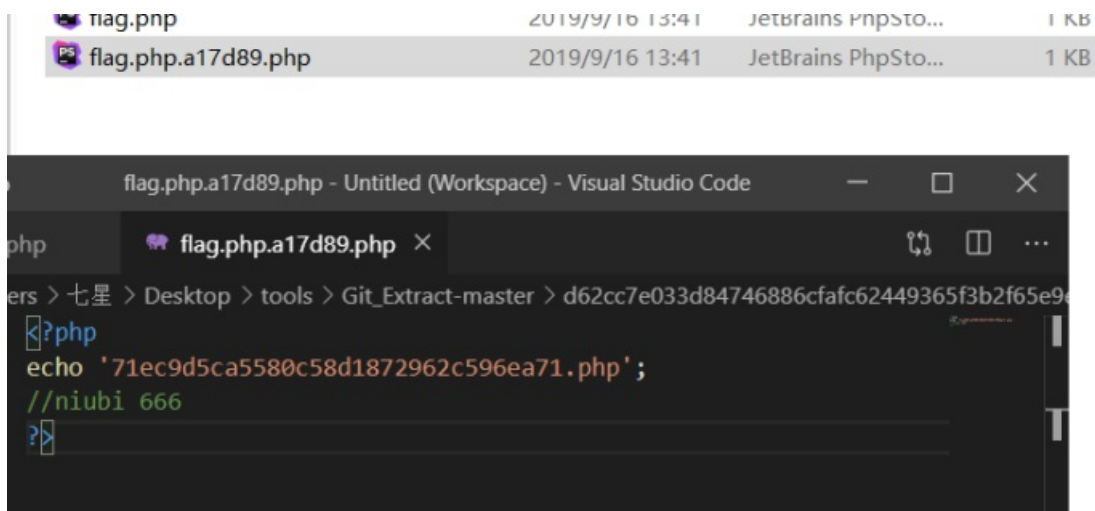 flag.php 2019/9/16 13:41 JetBrains PhpSto... 1 KB
flag.php.a17d89.php 2019/9/16 13:41 JetBrains PhpSto... 1 KB
flag.php.a17d89.php - Untitled (Workspace) - Visual Studio Code
php flag.php.a17d89.php
ers > 七星 > Desktop > tools > Git_Extract-master > d62cc7e033d84746886cfafc62449365f3b2f65e9e
<?php
echo '71ec9d5ca5580c58d1872962c596ea71.php';
//niubi 666
?>